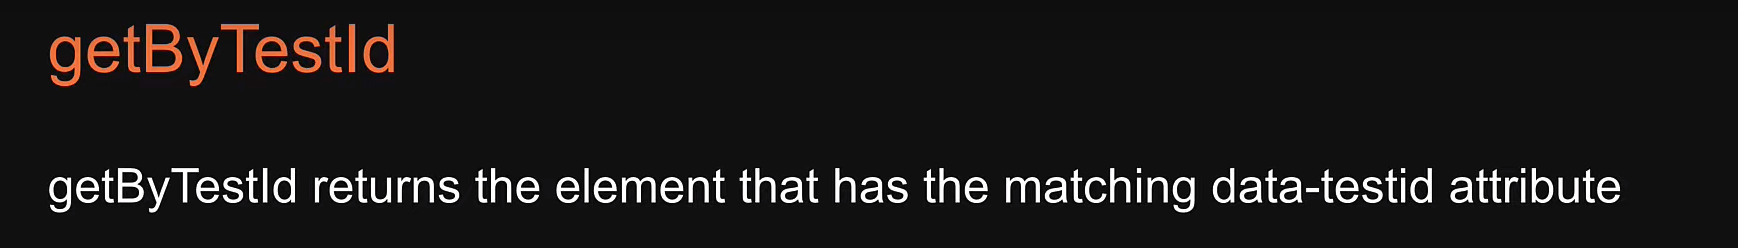 getByTestId
getByTestId returns the element that has the matching data-testid attribute